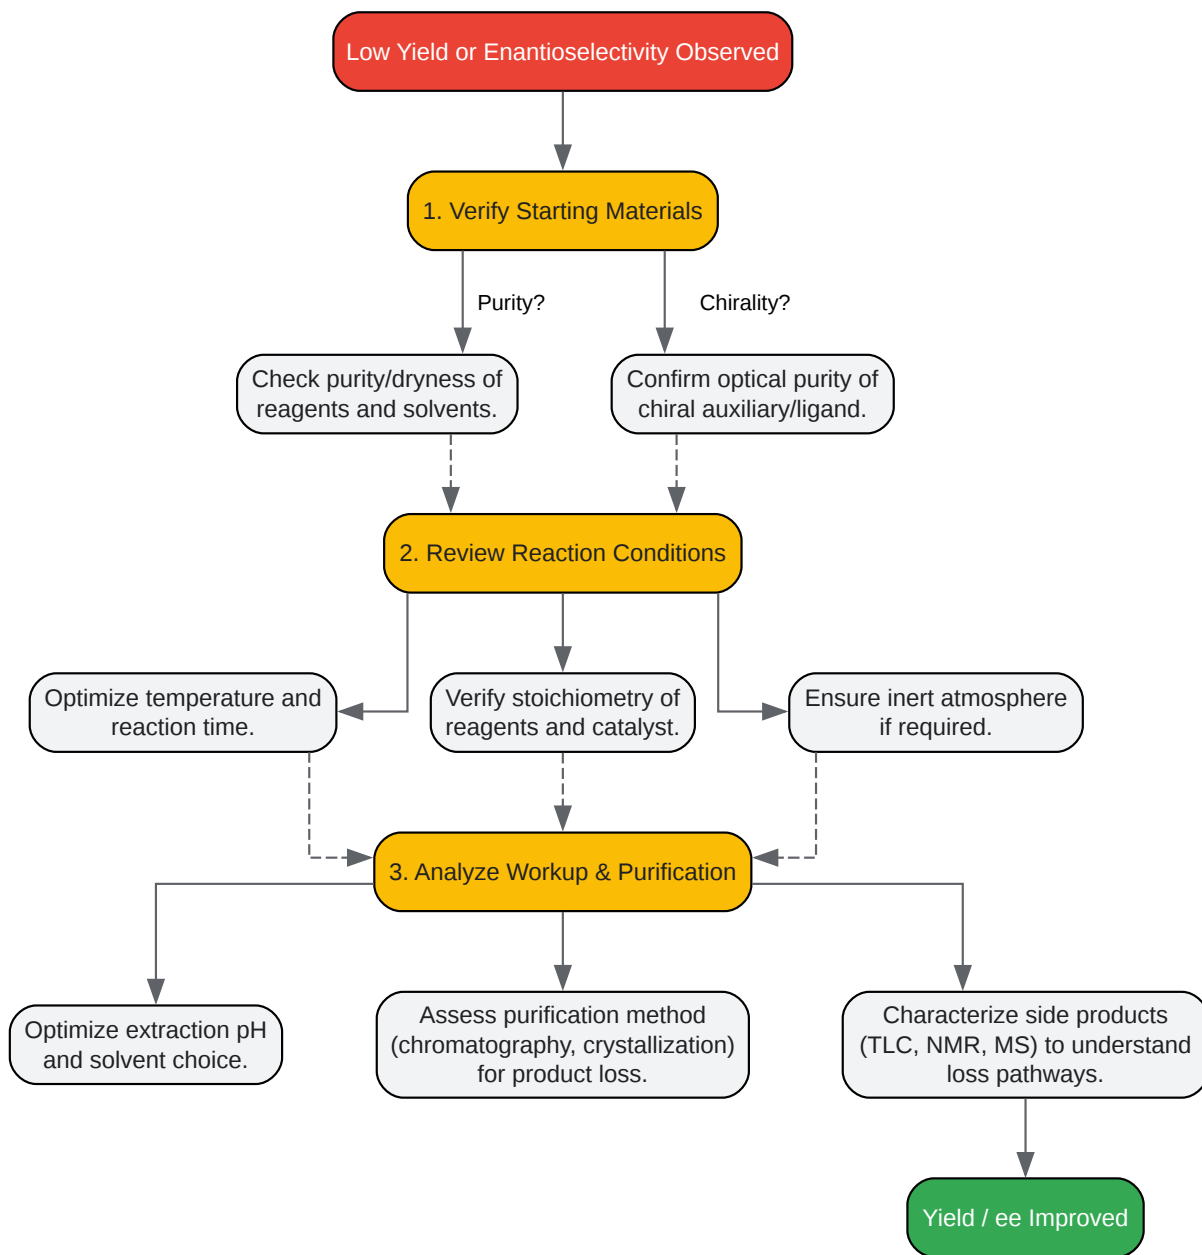 Low Yield or Enantioselectivity Observed
1. Verify Starting Materials
Purity?
Chirality?
Check purity/dryness of
reagents and solvents.
Confirm optical purity of
chiral auxiliary/ligand.
2. Review Reaction Conditions
Optimize temperature and
reaction time.
Verify stoichiometry of
reagents and catalyst.
Ensure inert atmosphere
if required.
3. Analyze Workup & Purification
Optimize extraction pH
and solvent choice.
Assess purification method
(chromatography, crystallization)
for product loss.
Characterize side products
(TLC, NMR, MS) to understand
loss pathways.
Yield / ee Improved